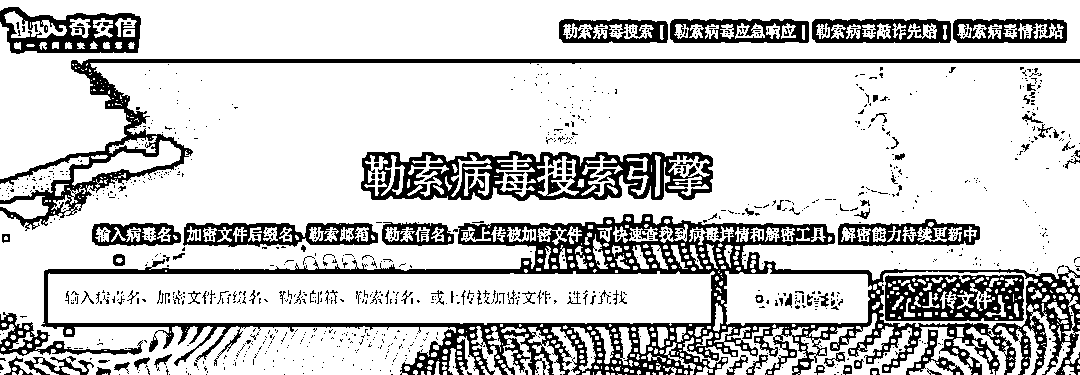 奇安信
新一代网络安全领军者
勒索病毒搜索 | 勒索病毒应急响应 | 勒索病毒敲诈先赔 | 勒索病毒情报站
勒索病毒搜索引擎
输入病毒名、加密文件后缀名、勒索邮箱、勒索信名、或上传被加密文件,可快速查找到病毒详情和解密工具,解密能力持续更新中
输入病毒名、加密文件后缀名、勒索邮箱、勒索信名、或上传被加密文件,进行查找
立即查找
上传文件